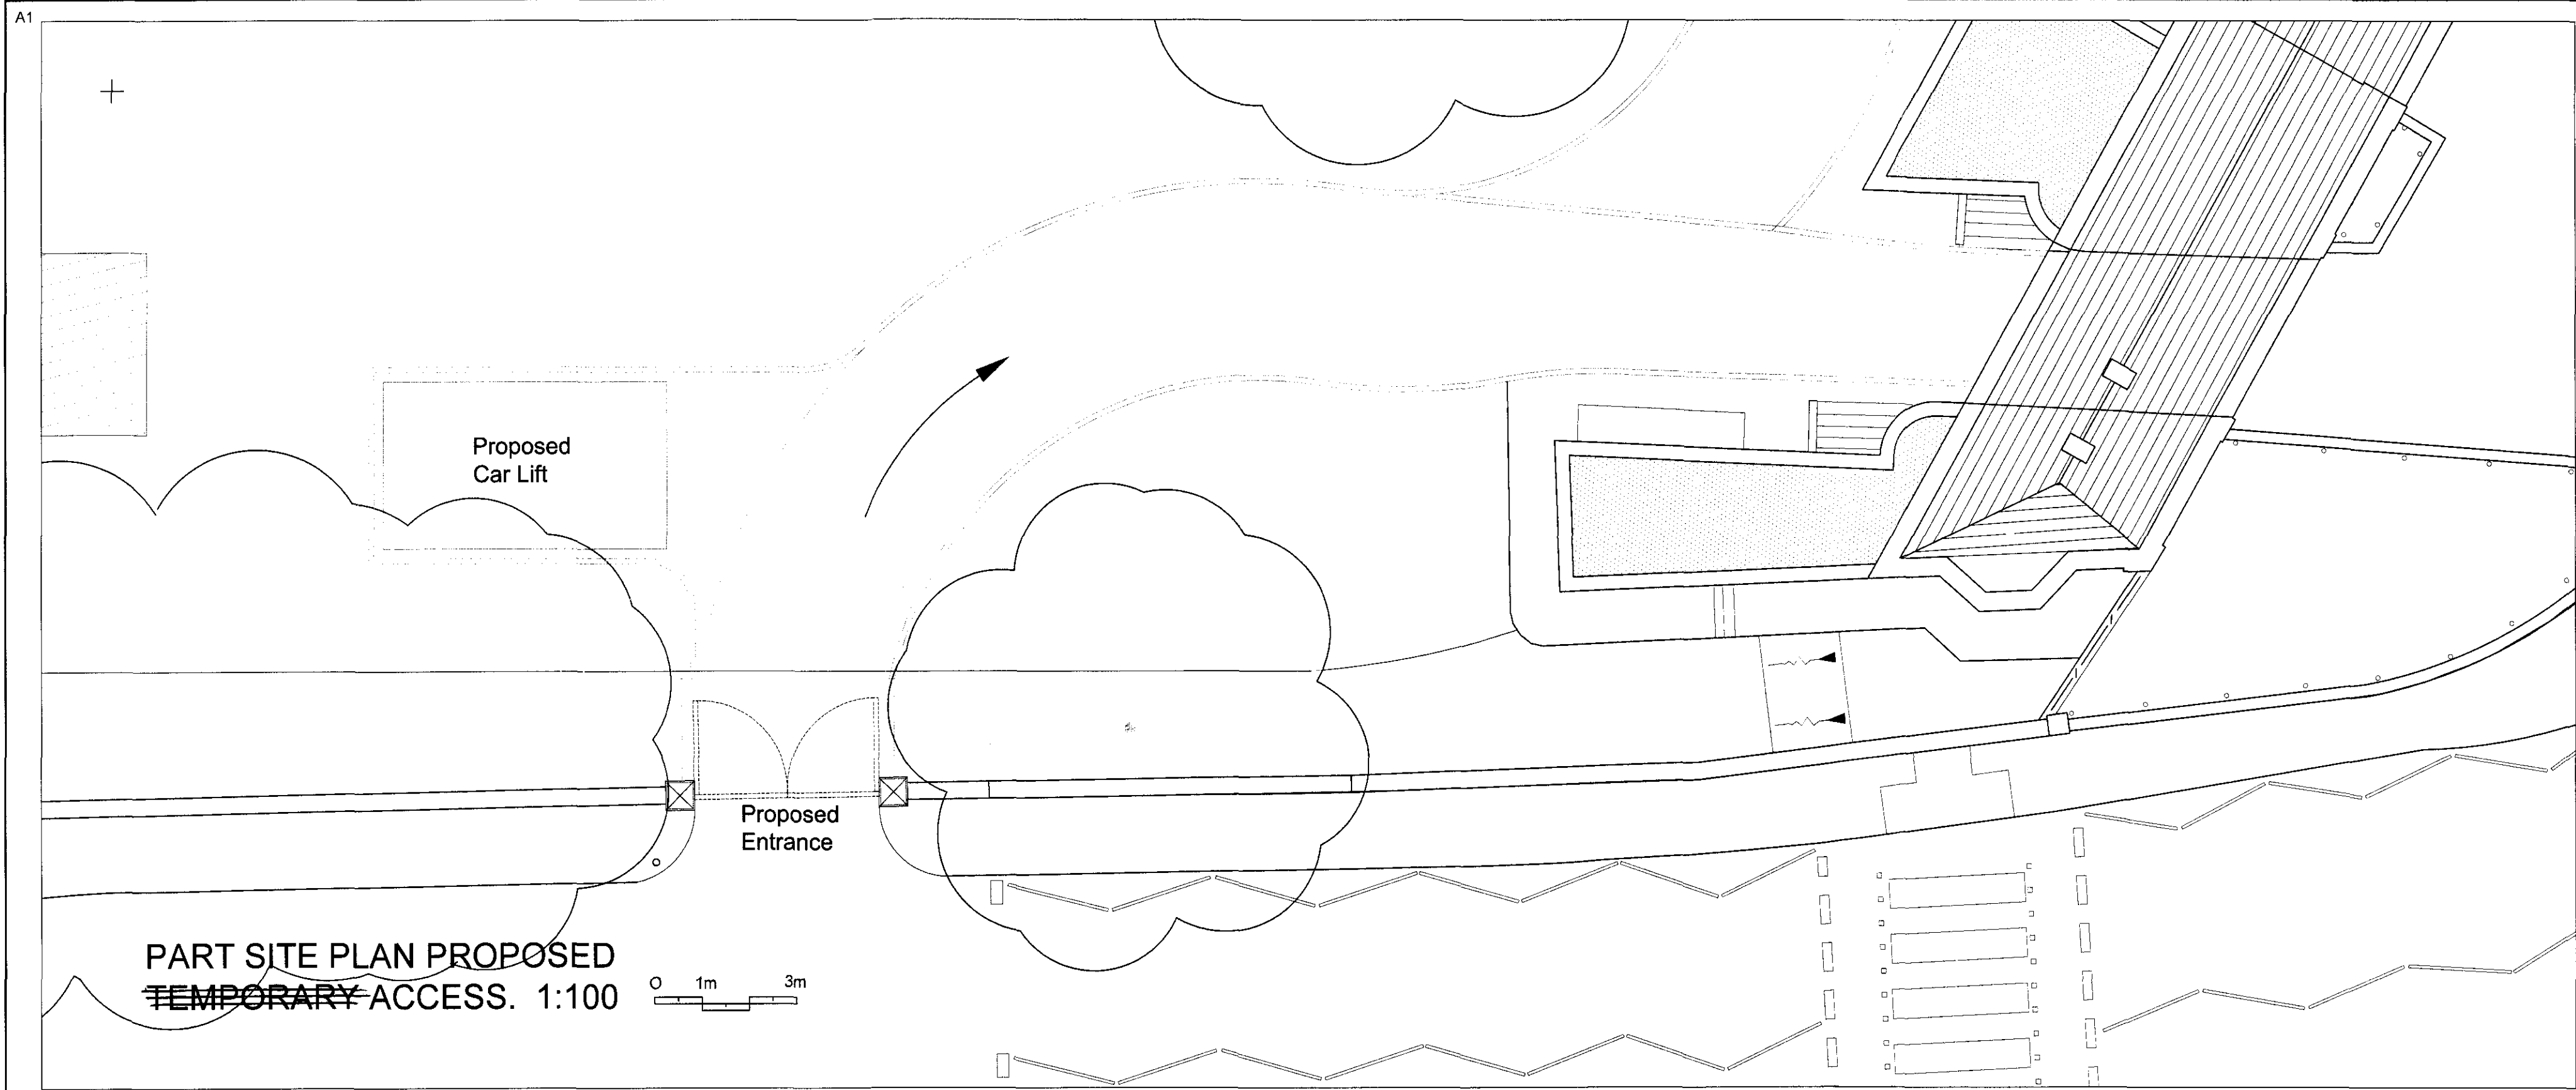 A1
Proposed
Car Lift
Proposed
Entrance
PART SITE PLAN PROPOSED
TEMPORARY ACCESS. 1:100
0 1m 3m